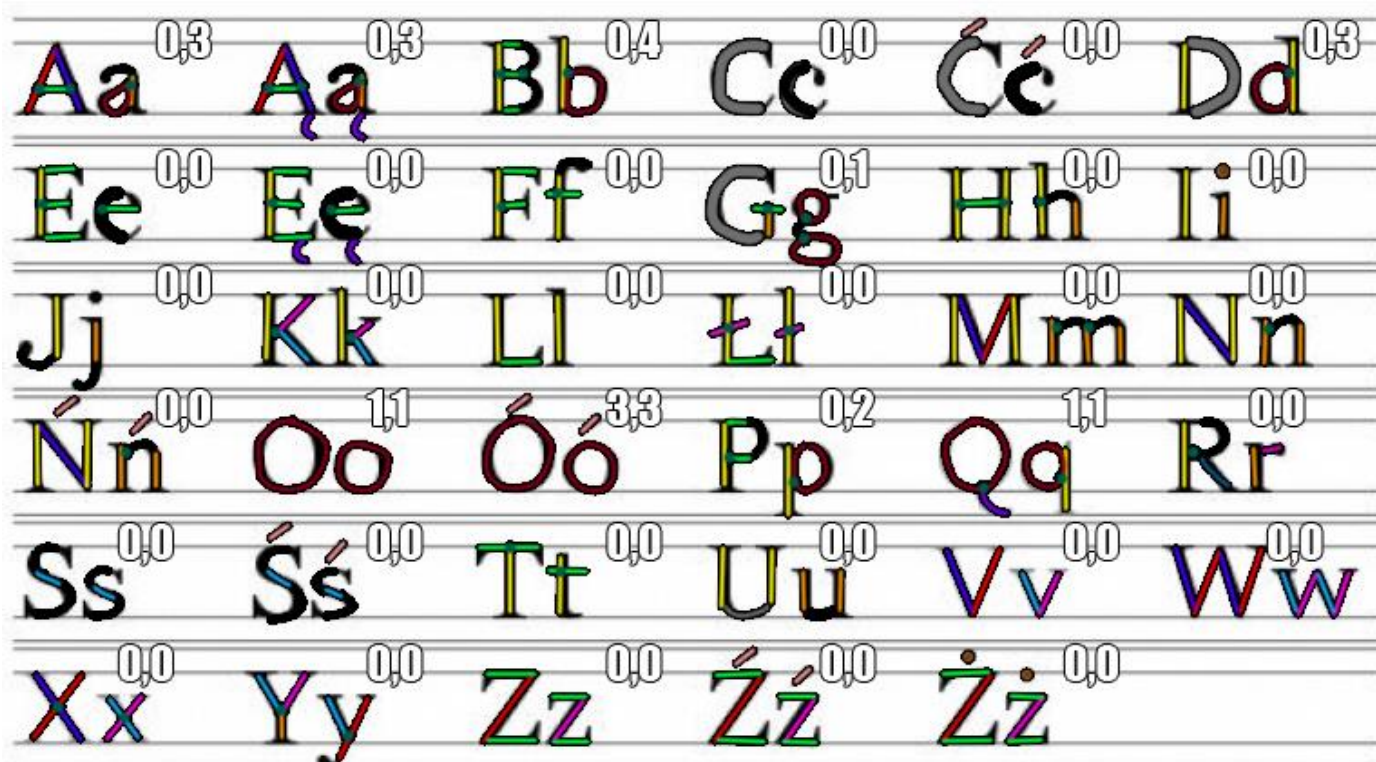 Aa 0,3 Ąą 0,3 Bb 0,4 Cc 0,0 Ćć 0,0 Dd 0,3
Ee 0,0 Ęę 0,0 Ff 0,0 Gg 0,1 Hh 0,0 Ii 0,0
Jj 0,0 Kk 0,0 Ll 0,0 Łł 0,0 Mm 0,0 Nn 0,0
Ńń 0,0 Oo 1,1 Óó 3,3 Pp 0,2 Qq 1,1 Rr 0,0
Ss 0,0 Śś 0,0 Tt 0,0 Uu 0,0 Vv 0,0 Ww 0,0
Xx 0,0 Yy 0,0 Zz 0,0 Źź 0,0 Żż 0,0